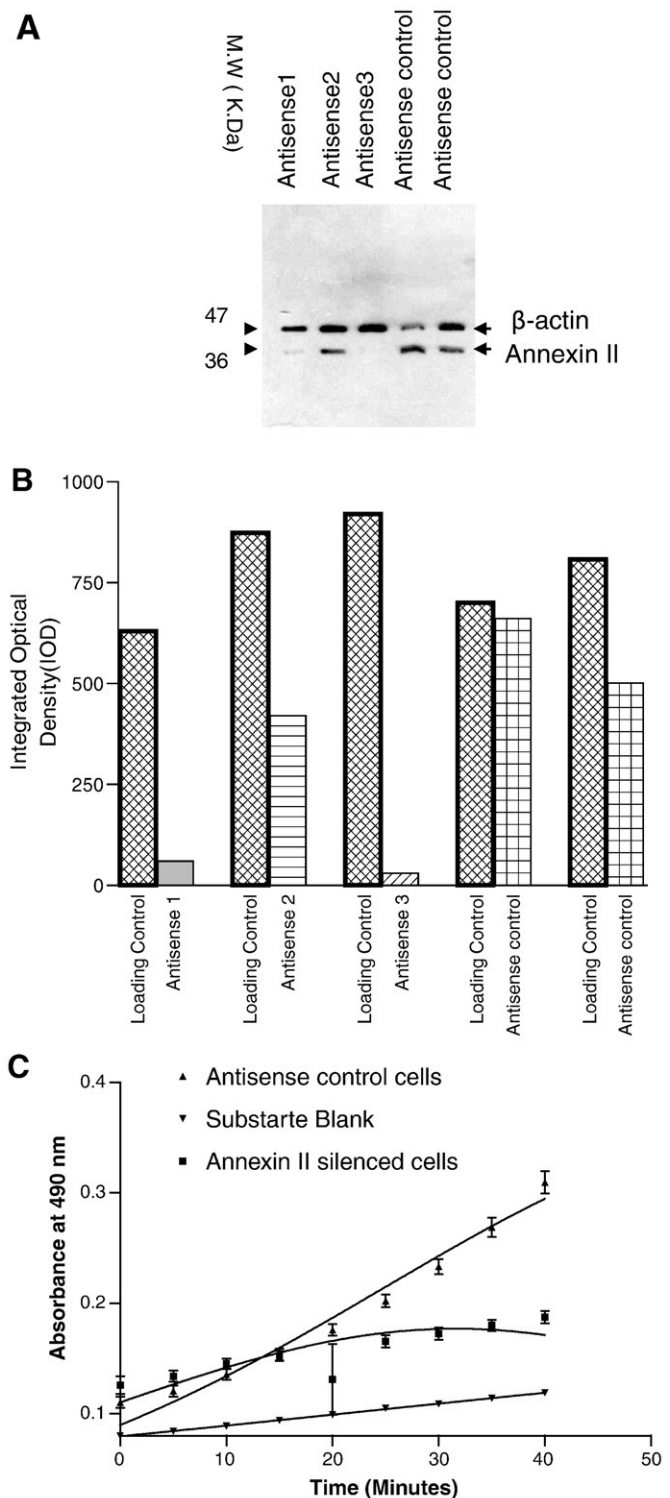 A
M.W ( K.Da)
Antisense1
Antisense2
Antisense3
Antisense control
Antisense control
47
36
β-actin
Annexin II
B
Integrated Optical
Density(IOD)
1000
750
500
250
0
Loading Control
Antisense 1
Loading Control
Antisense 2
Loading Control
Antisense 3
Loading Control
Antisense control
Loading Control
Antisense control
C
Antisense control cells
Substarte Blank
Annexin II silenced cells
Absorbance at 490 nm
0.4
0.3
0.2
0.1
0 10 20 30 40 50
Time (Minutes)